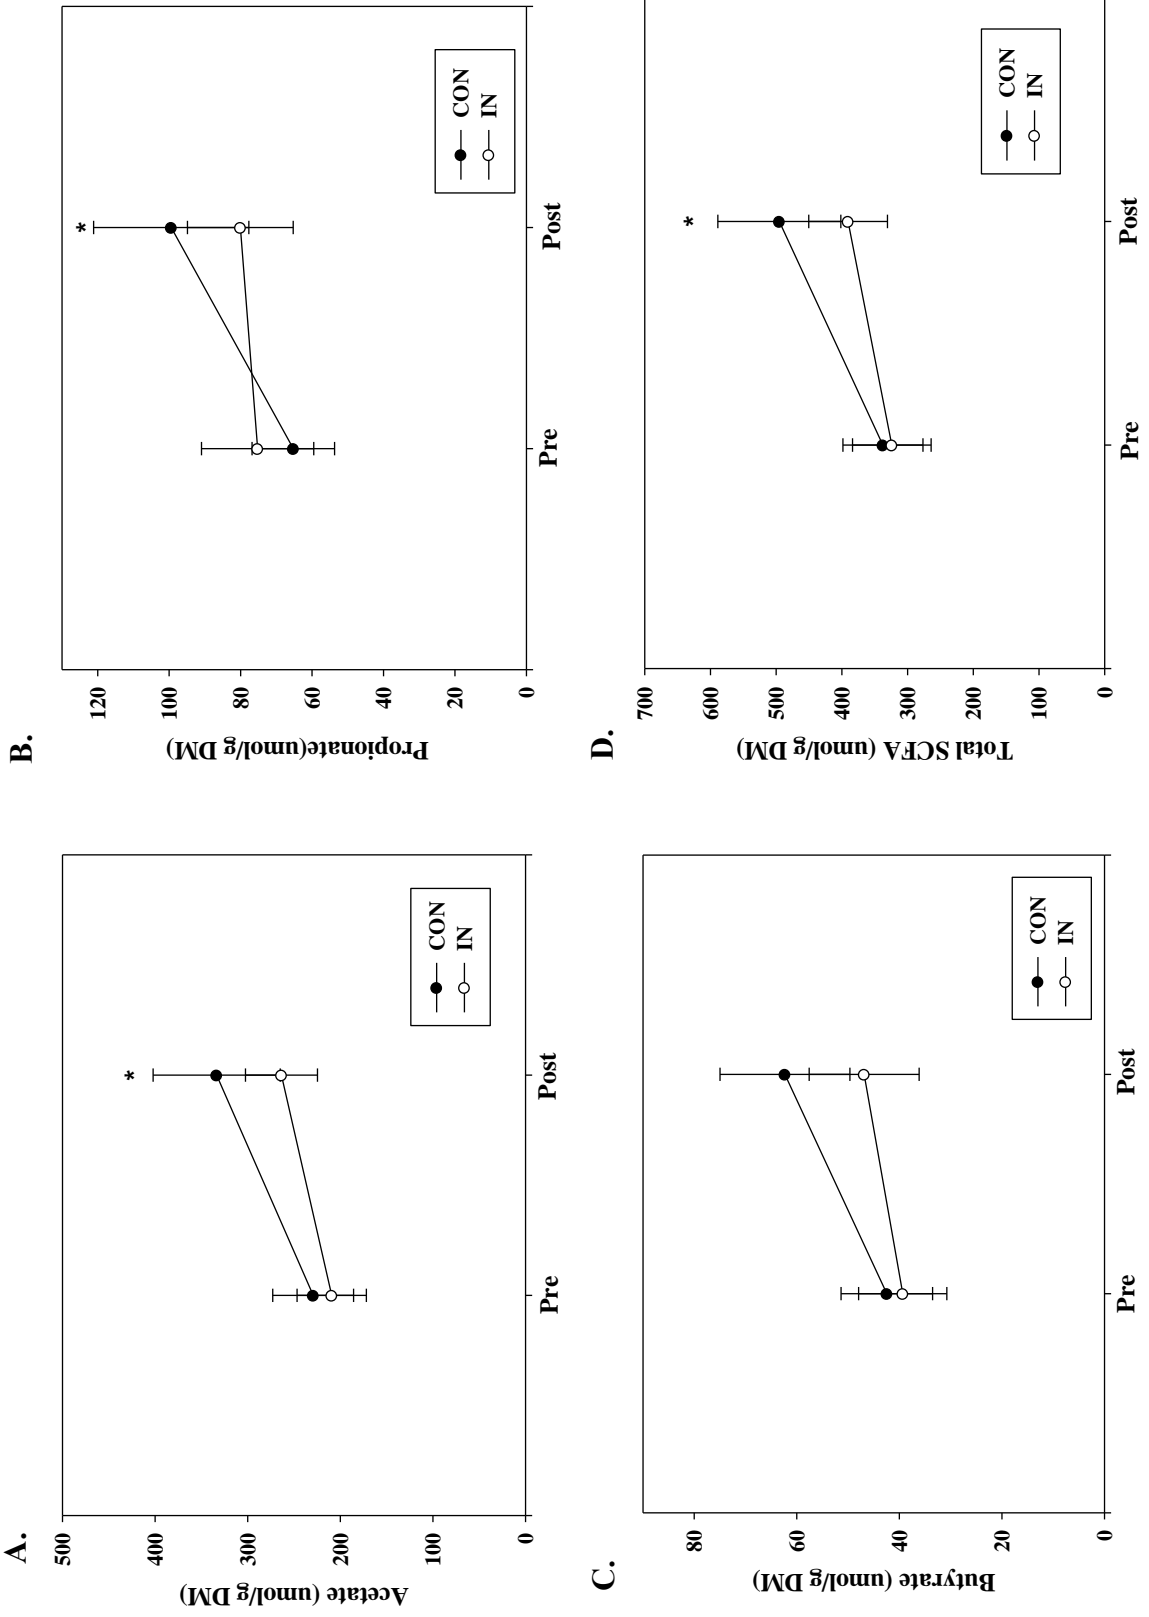 A.
Acetate (umol/g DM)
500
400
300
200
100
0
*
Pre
Post
CON
IN
B.
Propionate(umol/g DM)
120
100
80
60
40
20
0
*
Pre
Post
CON
IN
C.
Butyrate (umol/g DM)
80
60
40
20
0
Pre
Post
CON
IN
D.
Total SCFA (umol/g DM)
700
600
500
400
300
200
100
0
*
Pre
Post
CON
IN